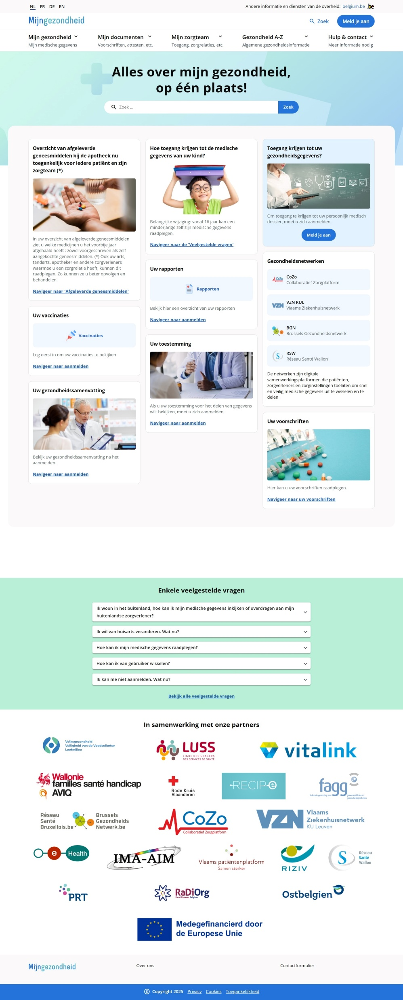 NL FR DE EN
Andere informatie en diensten van de overheid: belgium.be .be
Mijngezondheid
Zoek
Meld je aan
Mijn gezondheid
Mijn medische gegevens
Mijn documenten
Voorschriften, attesten, etc.
Mijn zorgteam
Toegang, zorgrelaties, etc.
Gezondheid A-Z
Algemene gezondheidsinformatie
Hulp & contact
Meer informatie nodig
Alles over mijn gezondheid,
op één plaats!
Zoek ...
Zoek
Overzicht van afgeleverde
geneesmiddelen bij de apotheek nu
toegankelijk voor iedere patiënt en zijn
zorgteam (*)
In uw overzicht van afgeleverde geneesmiddelen
ziet u welke medicijnen u het voorbije jaar
afgehaald heeft : zowel voorgeschreven als zelf
aangekochte geneesmiddelen. (*) Ook uw arts,
tandarts, apotheker en andere zorgverleners
waarmee u een zorgrelatie heeft, kunnen dit
raadplegen. Zo kunnen ze u beter opvolgen en
behandelen.
Navigeer naar 'Afgeleverde geneesmiddelen'
Uw vaccinaties
Vaccinaties
Log eerst in om uw vaccinaties te bekijken
Navigeer naar aanmelden
Uw gezondheidssamenvatting
Bekijk uw gezondheidssamenvatting na het
aanmelden.
Navigeer naar aanmelden
Hoe toegang krijgen tot de medische
gegevens van uw kind?
Belangrijke wijziging: vanaf 16 jaar kan een
minderjarige zelf zijn medische gegevens
raadplegen.
Navigeer naar de 'Veelgestelde vragen'
Uw rapporten
Rapporten
Bekijk hier een overzicht van uw rapporten
Navigeer naar aanmelden
Uw toestemming
Als u uw toestemming voor het delen van gegevens
wilt bekijken, moet u zich aanmelden.
Navigeer naar aanmelden
Toegang krijgen tot uw
gezondheidsgegevens?
Om toegang te krijgen tot uw persoonlijk medisch
dossier, moet u zich aanmelden.
Meld je aan
Gezondheidsnetwerken
CoZo
CoZo
Collaboratief Zorgplatform
VZN
VZN KUL
Vlaams Ziekenhuisnetwerk
BGN
Brussels Gezondheidsnetwerk
S
RSW
Réseau Santé Wallon
De netwerken zijn digitale
samenwerkingsplatformen die patiënten,
zorgverleners en zorginstellingen toelaten om snel
en veilig medische gegevens uit te wisselen en te
delen
Uw voorschriften
Hier kan u uw voorschriften raadplegen.
Navigeer naar uw voorschriften
Enkele veelgestelde vragen
Ik woon in het buitenland, hoe kan ik mijn medische gegevens inkijken of overdragen aan mijn
buitenlandse zorgverlener?
Ik wil van huisarts veranderen. Wat nu?
Hoe kan ik mijn medische gegevens raadplegen?
Hoe kan ik van gebruiker wisselen?
Ik kan me niet aanmelden. Wat nu?
Bekijk alle veelgestelde vragen
In samenwerking met onze partners
Volksgezondheid
Veiligheid van de Voedselketen
Leefmilieu
LUSS
LIGUE DES USAGERS
DES SERVICES DE SANTÉ
vitalink
Wallonie
familles santé handicap
AVIQ
Rode Kruis
Vlaanderen
RECIP-e
fagg
federaal agentschap voor geneesmiddelen en
gezondheidsproducten
Réseau
Santé
Bruxellois.be
Brussels
Gezondheids
Netwerk.be
CoZo
Collaboratief Zorgplatform
VZN
Vlaams
Ziekenhuisnetwerk
KU Leuven
e Health
IMA-AIM
Vlaams patiëntenplatform
Samen sterker
RIZIV
S
Réseau
Santé
Wallon
PRT
RaDiOrg
Rare Diseases Belgium
Ostbelgien
Medegefinancierd door
de Europese Unie
Mijngezondheid
Over ons
Contactformulier
© Copyright 2025 Privacy Cookies Toegankelijkheid